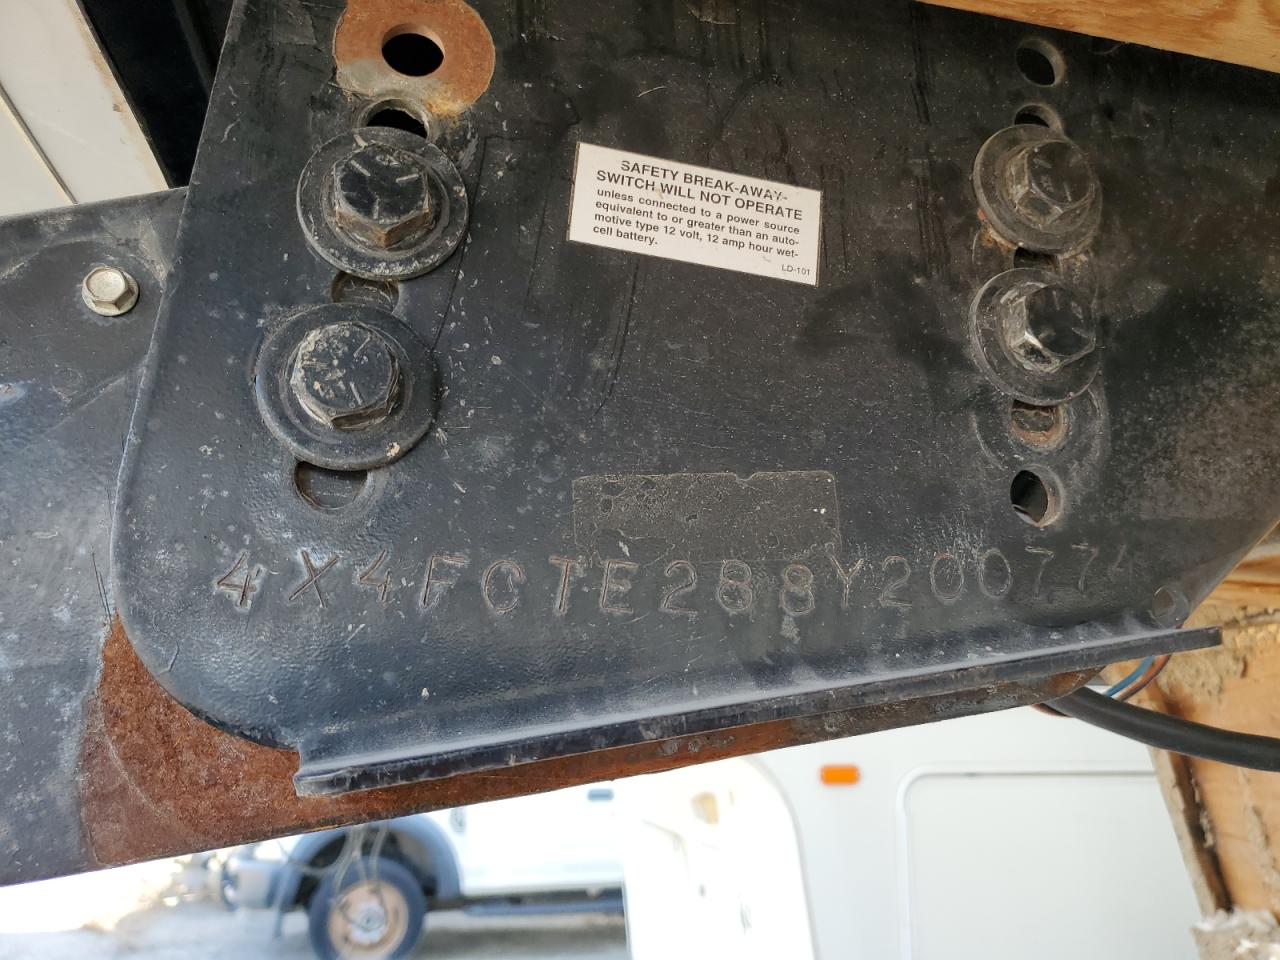 SAFETY BREAK-AWAY-
SWITCH WILL NOT OPERATE
unless connected to a power source
equivalent to or greater than an auto-
motive type 12 volt, 12 amp hour wet-
cell battery.
LD-101
4X4FCTE288Y200774